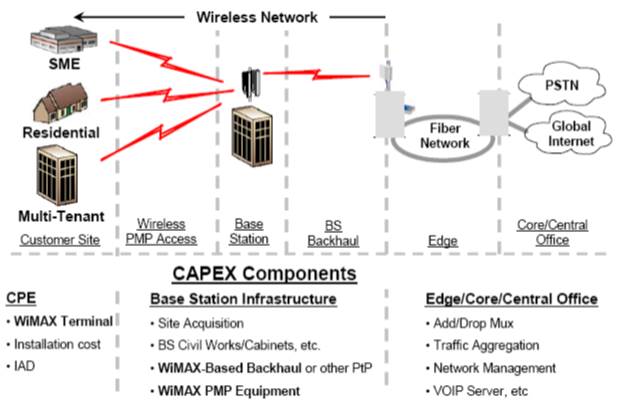 Wireless Network
SME
Residential
Multi-Tenant
PSTN
Global
Internet
Fiber
Network
Customer Site
Wireless
PMP Access
Base
Station
BS
Backhaul
Edge
Core/Central
Office
CAPEX Components
CPE
• WiMAX Terminal
• Installation cost
• IAD
Base Station Infrastructure
• Site Acquisition
• BS Civil Works/Cabinets, etc.
• WiMAX-Based Backhaul or other PtP
• WiMAX PMP Equipment
Edge/Core/Central Office
• Add/Drop Mux
• Traffic Aggregation
• Network Management
• VOIP Server, etc